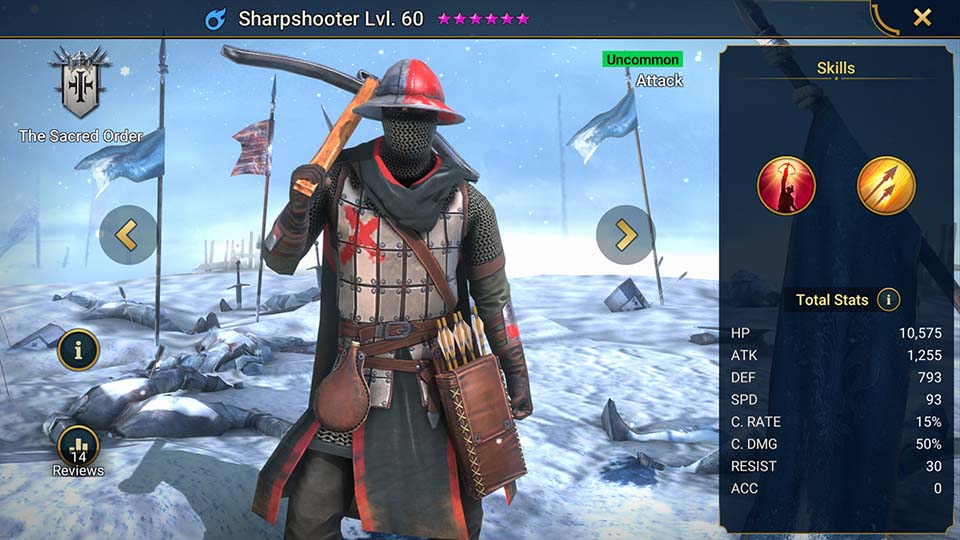 Sharpshooter Lvl. 60
The Sacred Order
Uncommon
Attack
Skills
14
Reviews
Total Stats i
HP 10,575
ATK 1,255
DEF 793
SPD 93
C. RATE 15%
C. DMG 50%
RESIST 30
ACC 0